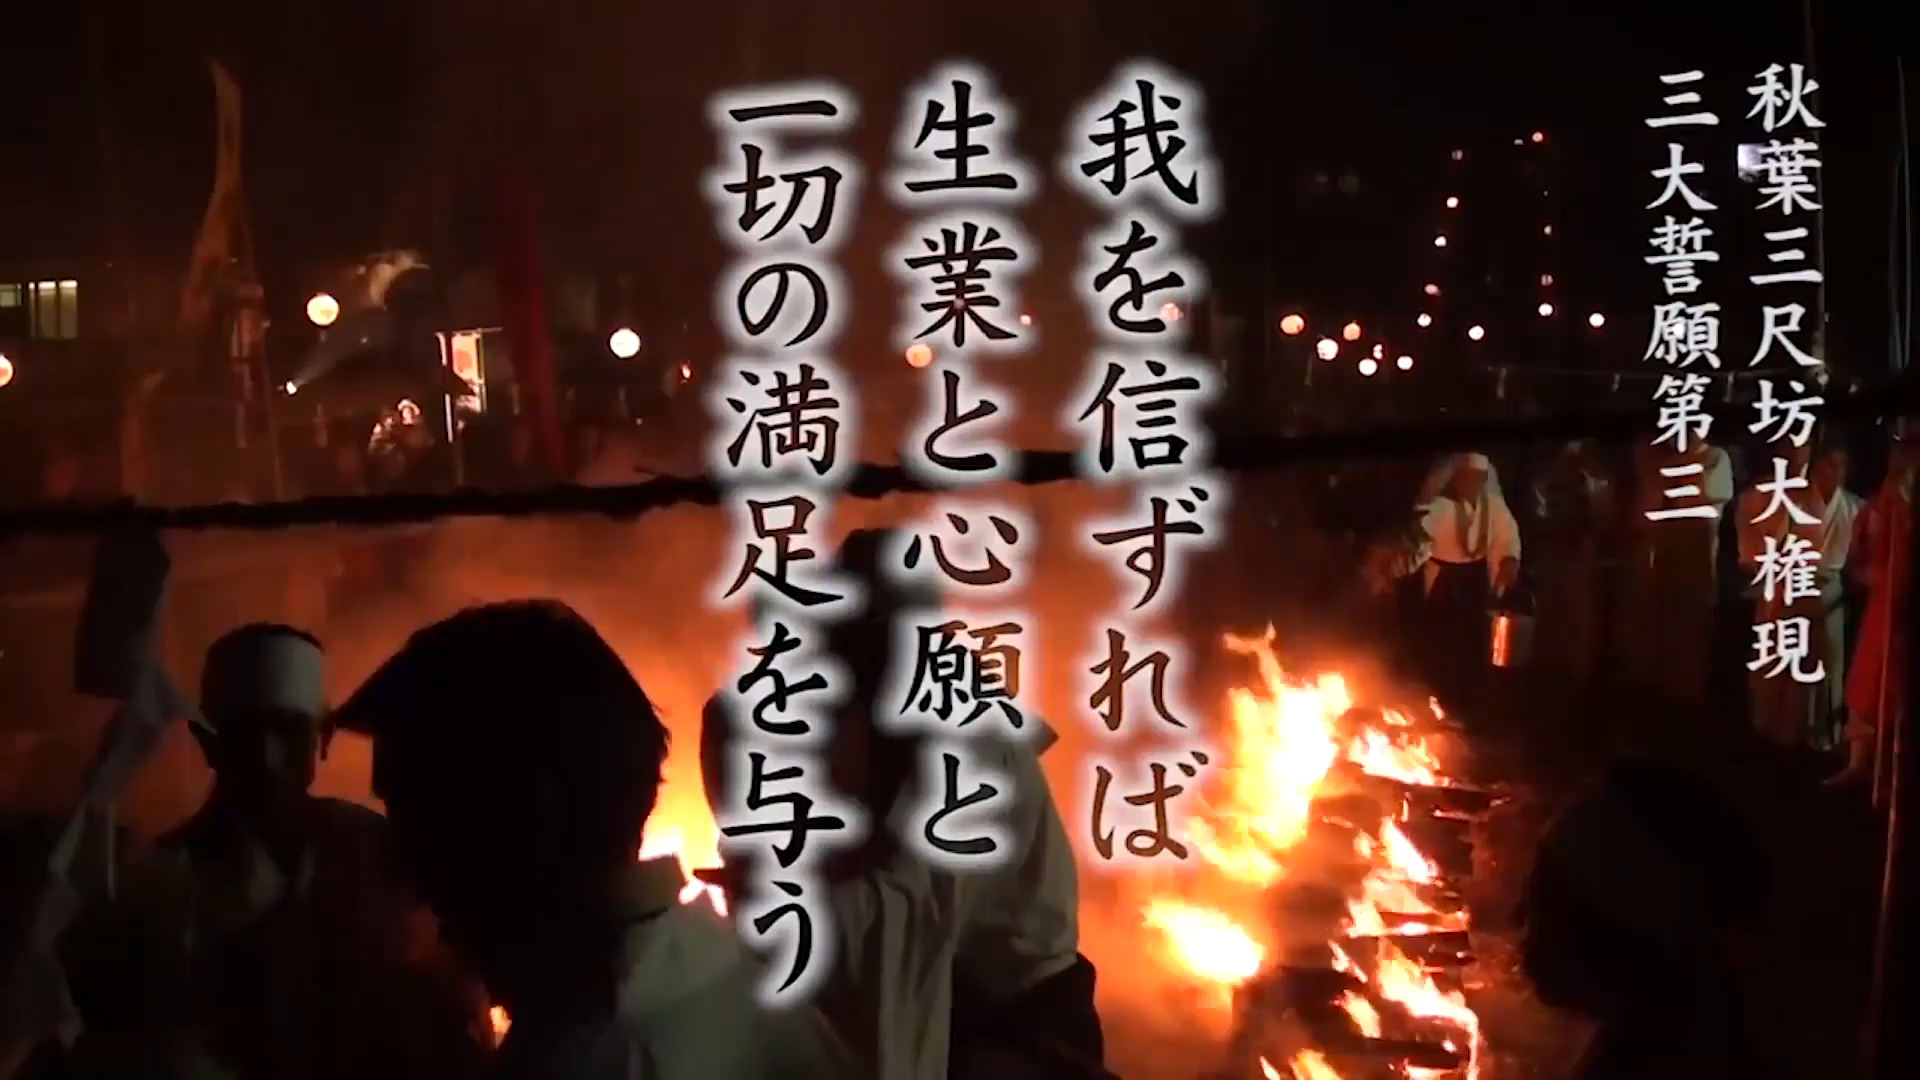 秋葉三尺坊大権現
三大誓願第三
我を信ずれば
生業と心願と
一切の満足を与う